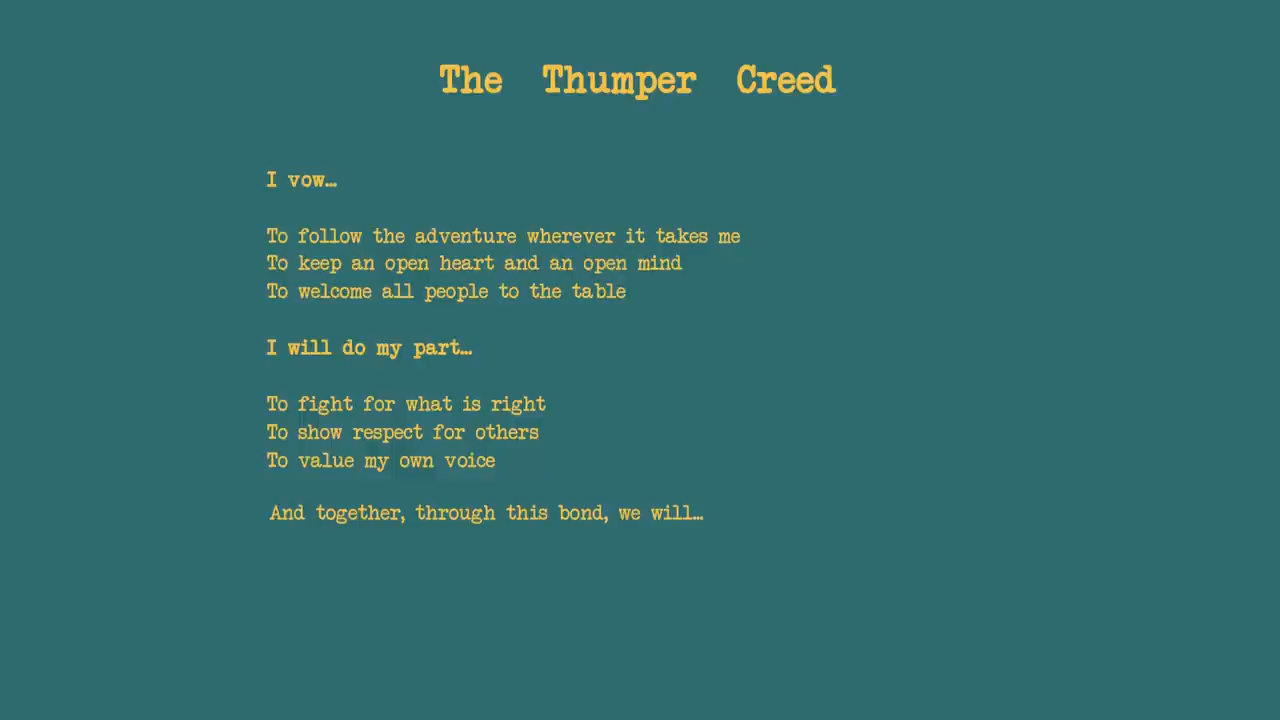 The Thumper Creed
I vow…
To follow the adventure wherever it takes me
To keep an open heart and an open mind
To welcome all people to the table
I will do my part…
To fight for what is right
To show respect for others
To value my own voice
And together, through this bond, we will…